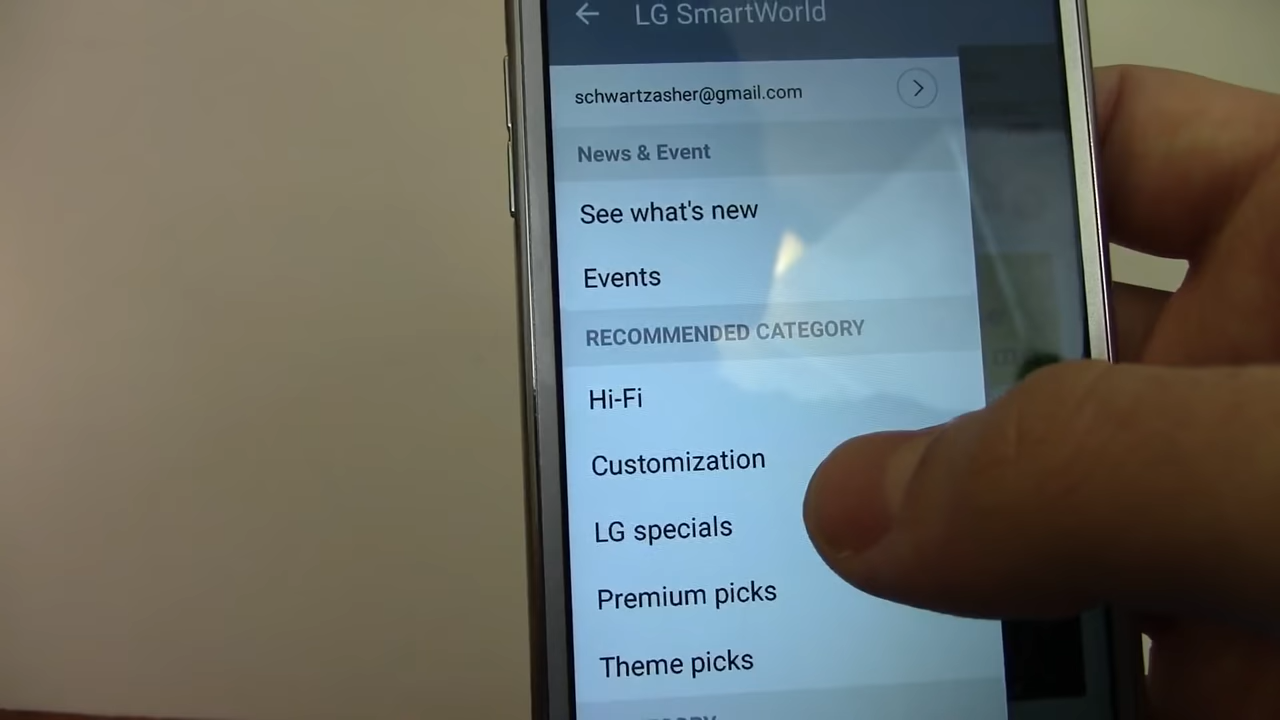 LG SmartWorld
schwartzasher@gmail.com
News & Event
See what's new
Events
RECOMMENDED CATEGORY
Hi-Fi
Customization
LG specials
Premium picks
Theme picks